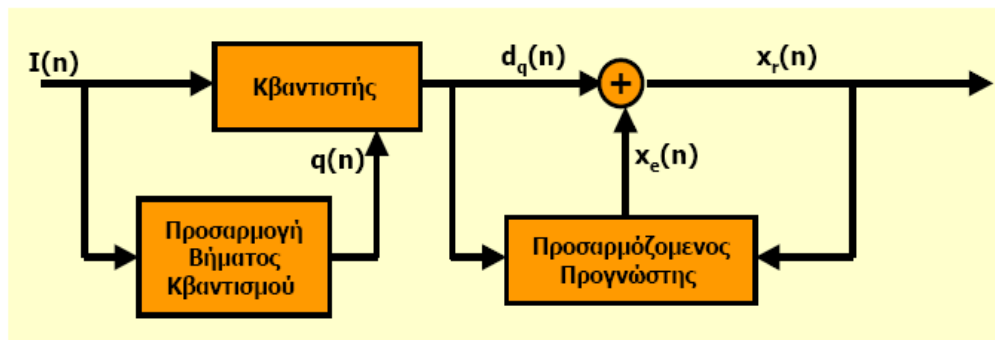 I(n)
Κβαντιστής
d_q(n)
+
x_r(n)
q(n)
x_e(n)
Προσαρμογή
Βήματος
Κβαντισμού
Προσαρμόζομενος
Προγνώστης